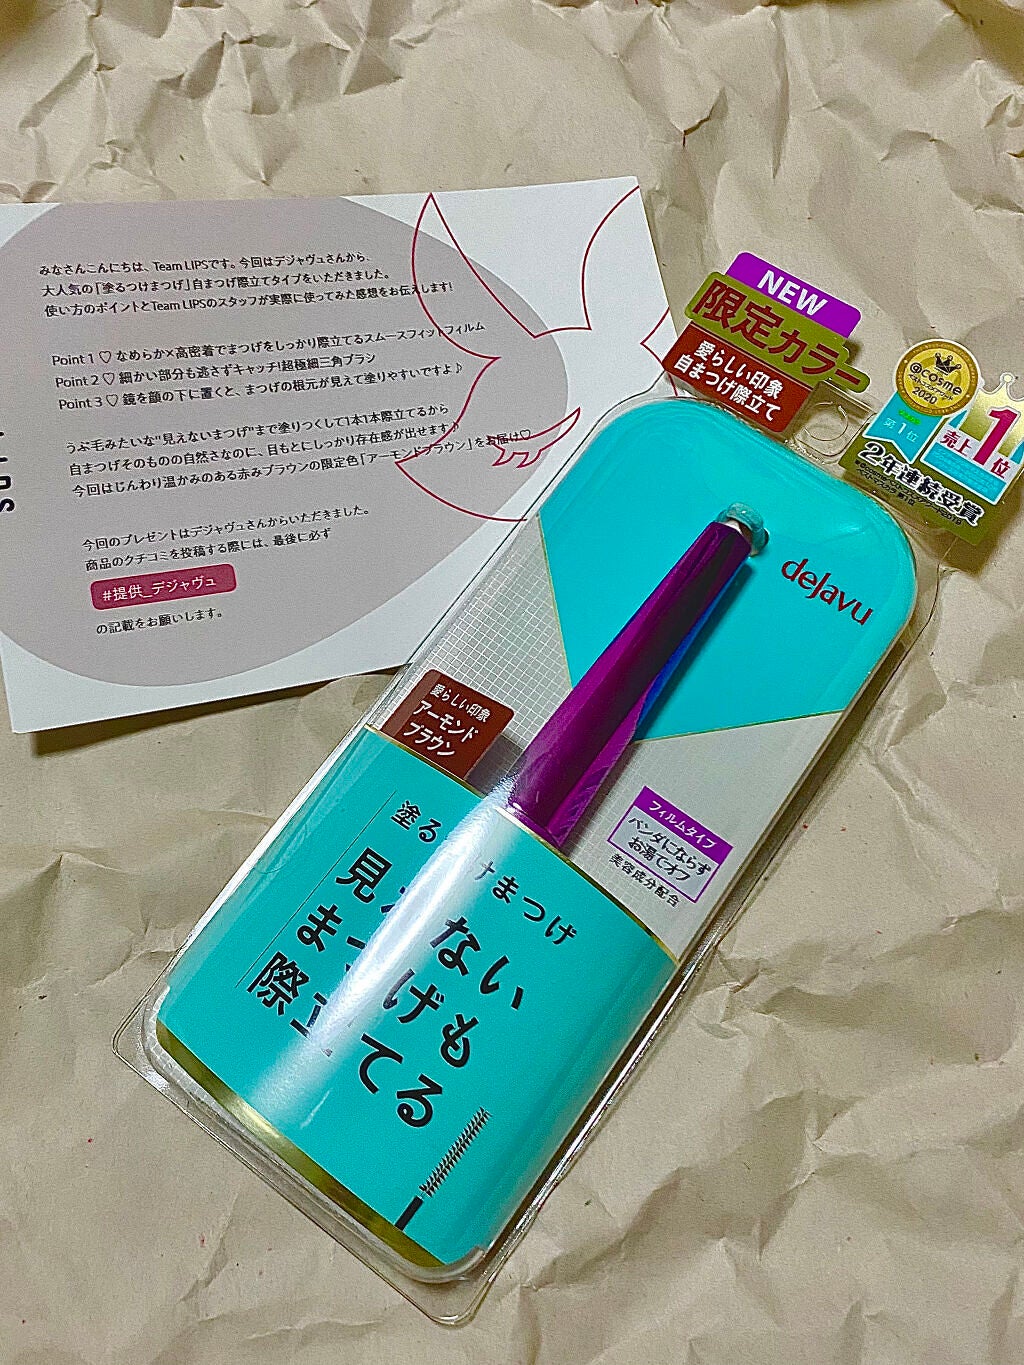 みなさんこんにちは、Team LIPSです。今回はデジャヴュさんから、
大人気の「塗るつけまつげ」自まつげ際立てタイプをいただきました。
使い方のポイントとTeam LIPSのスタッフが実際に使ってみた感想をお伝えします!
Point 1 ♡ なめらか×高密着でまつげをしっかり際立てるスムースフィットフィルム
Point 2 ♡ 細かい部分も逃さずキャッチ!超極細三角ブラシ
Point 3 ♡ 鏡を顔の下に置くと、まつげの根元が見えて塗りやすいですよ♪
うぶ毛みたいな"見えないまつげ"まで塗りつくして1本1本際立てるから
自まつげそのものの自然さなのに、目もとにしっかり存在感が出せます♪
今回はじんわり温かみのある赤みブラウンの限定色「アーモンドブラウン」をお届け♡
今回のプレゼントはデジャヴュさんからいただきました。
商品のクチコミを投稿する際には、最後に必ず
#提供_デジャヴュ
の記載をお願いします。
NEW
限定カラー
愛らしい印象
自まつげ際立て
@cosme
2020
第1位
売上1位
2年連続受賞
dejavu
愛らしい印象
アーモンド
ブラウン
フィルムタイプ
パンダにならず
お湯でオフ
美容成分配合
塗るつけまつげ
見えない
まつげも
際立てる